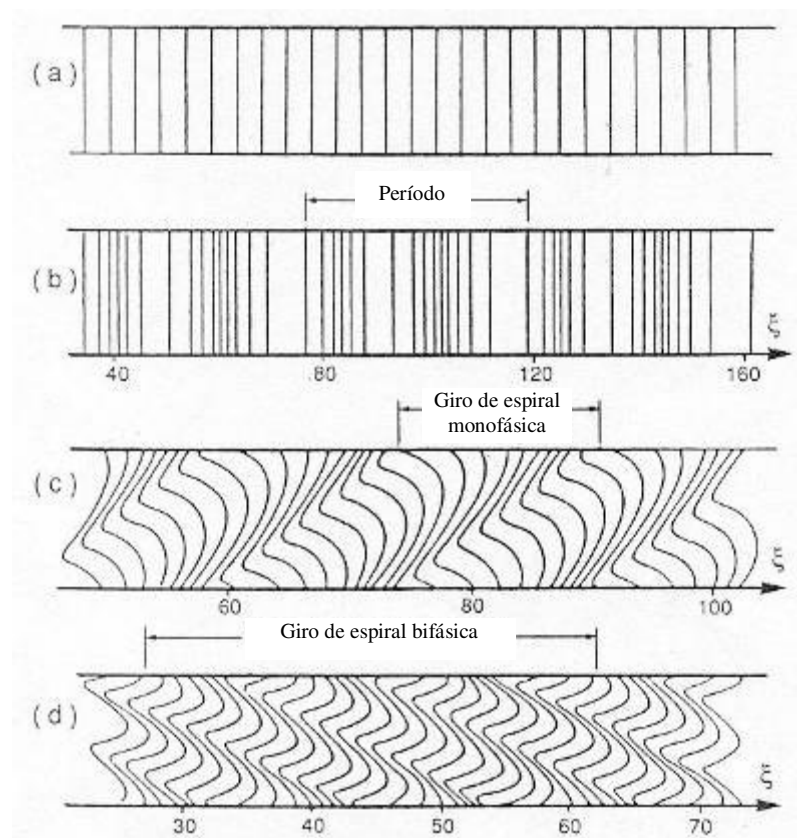 (a)
Período
(b)
ξ
40 80 120 160
Giro de espiral
monofásica
(c)
ξ
60 80 100
Giro de espiral bifásica
(d)
ξ
30 40 50 60 70